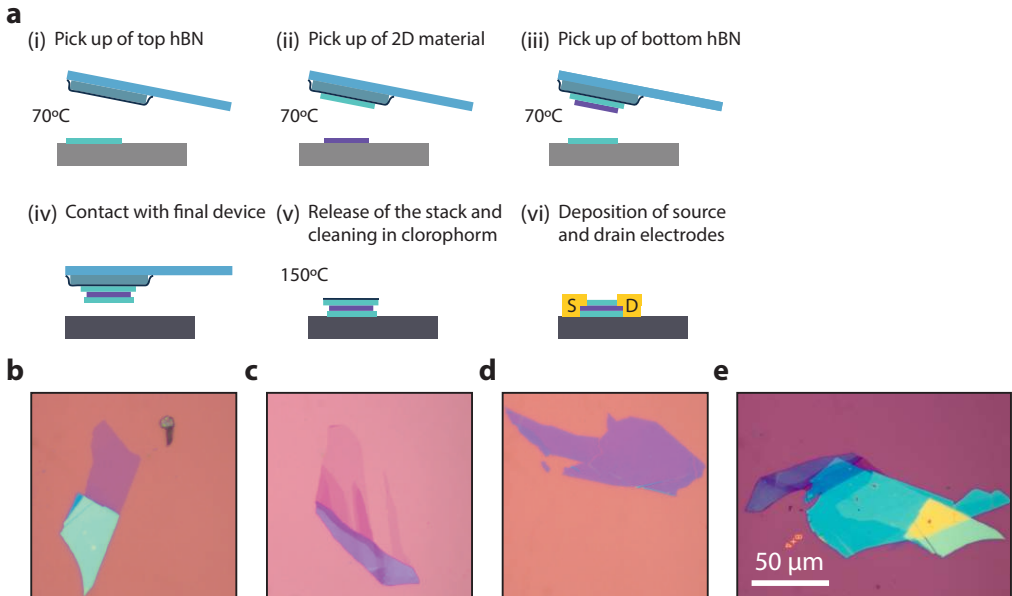 a
(i) Pick up of top hBN
(ii) Pick up of 2D material
(iii) Pick up of bottom hBN
70ºC
70ºC
70ºC
(iv) Contact with final device
(v) Release of the stack and
cleaning in clorophorm
(vi) Deposition of source
and drain electrodes
150ºC
S
D
b
c
d
e
4×8
50 μm